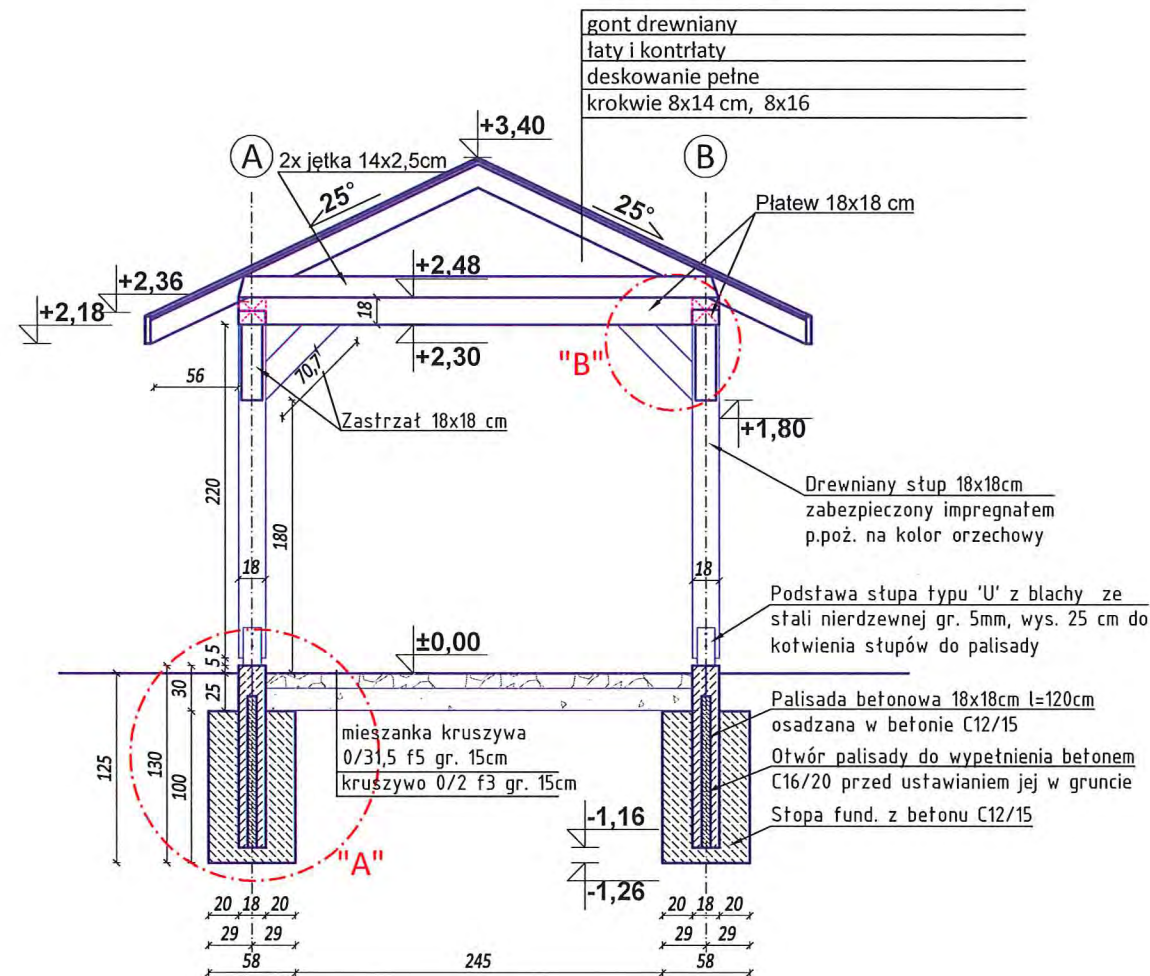 gont drewniany
łaty i kontrłaty
deskowanie pełne
krokwie 8x14 cm, 8x16
+3,40
A
B
2x jętka 14x2,5cm
25°
25°
Płatew 18x18 cm
+2,48
+2,36
+2,18
18
+2,30
"B"
56
70,7
Zastrzał 18x18 cm
+1,80
Drewniany słup 18x18cm
zabezpieczony impregnatem
p.poż. na kolor orzechowy
220
180
18
18
Podstawa słupa typu 'U' z blachy ze
stali nierdzewnej gr. 5mm, wys. 25 cm do
kotwienia słupów do palisady
±0,00
5 5
30
25
Palisada betonowa 18x18cm l=120cm
osadzana w betonie C12/15
mieszanka kruszywa
0/31,5 f5 gr. 15cm
kruszywo 0/2 f3 gr. 15cm
Otwór palisady do wypełnienia betonem
C16/20 przed ustawianiem jej w gruncie
125
130
100
Stopa fund. z betonu C12/15
-1,16
"A"
-1,26
20 18 20
20 18 20
29 29
29 29
58 245 58